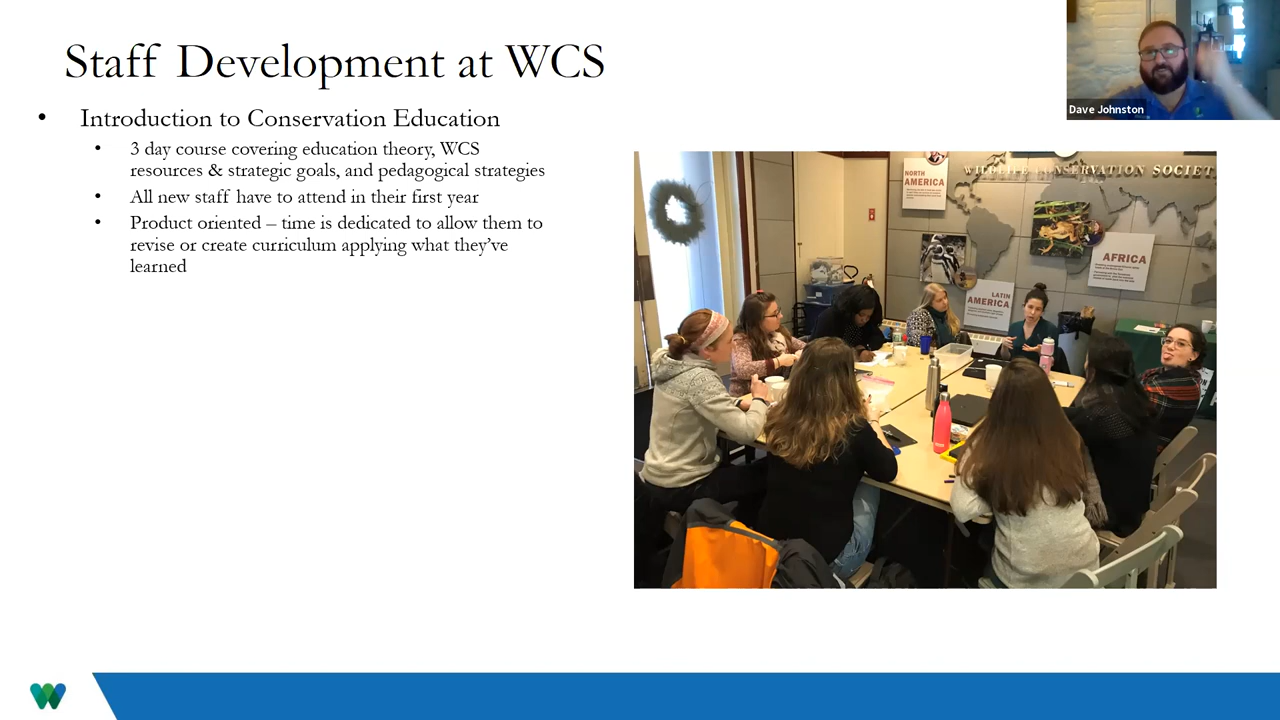 Staff Development at WCS
Dave Johnston
• Introduction to Conservation Education
• 3 day course covering education theory, WCS
resources & strategic goals, and pedagogical strategies
• All new staff have to attend in their first year
• Product oriented – time is dedicated to allow them to
revise or create curriculum applying what they've
learned
WILDLIFE CONSERVATION SOCIETY
NORTH
AMERICA
AFRICA
LATIN
AMERICA